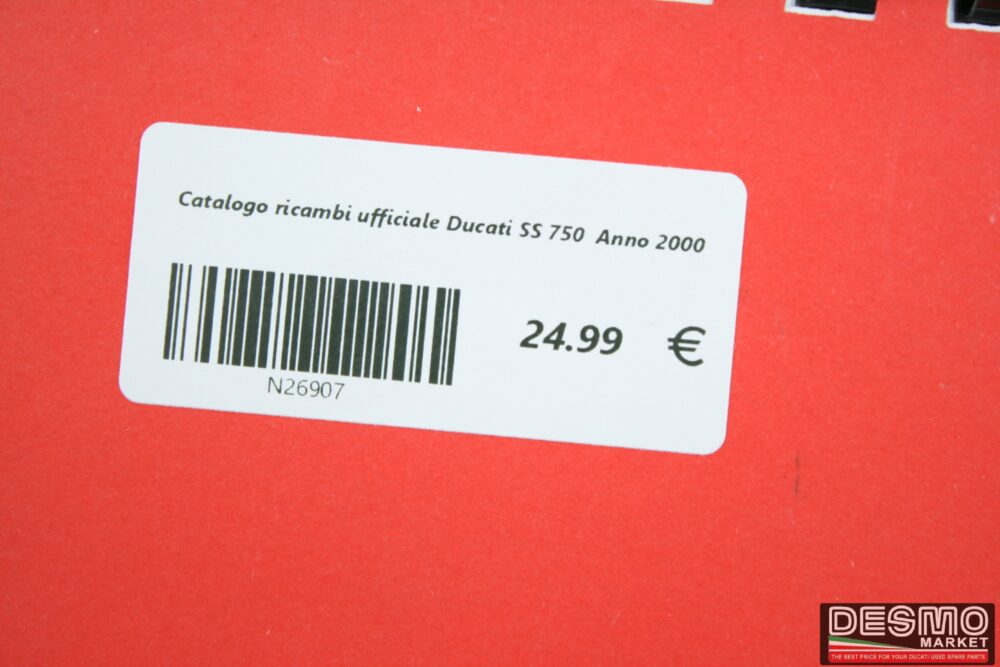 Catalogo ricambi ufficiale Ducati SS 750 Anno 2000
24.99 €
N26907
DESMO
MARKET
THE BEST PRICE FOR YOUR DUCATI USED SPARE PARTS